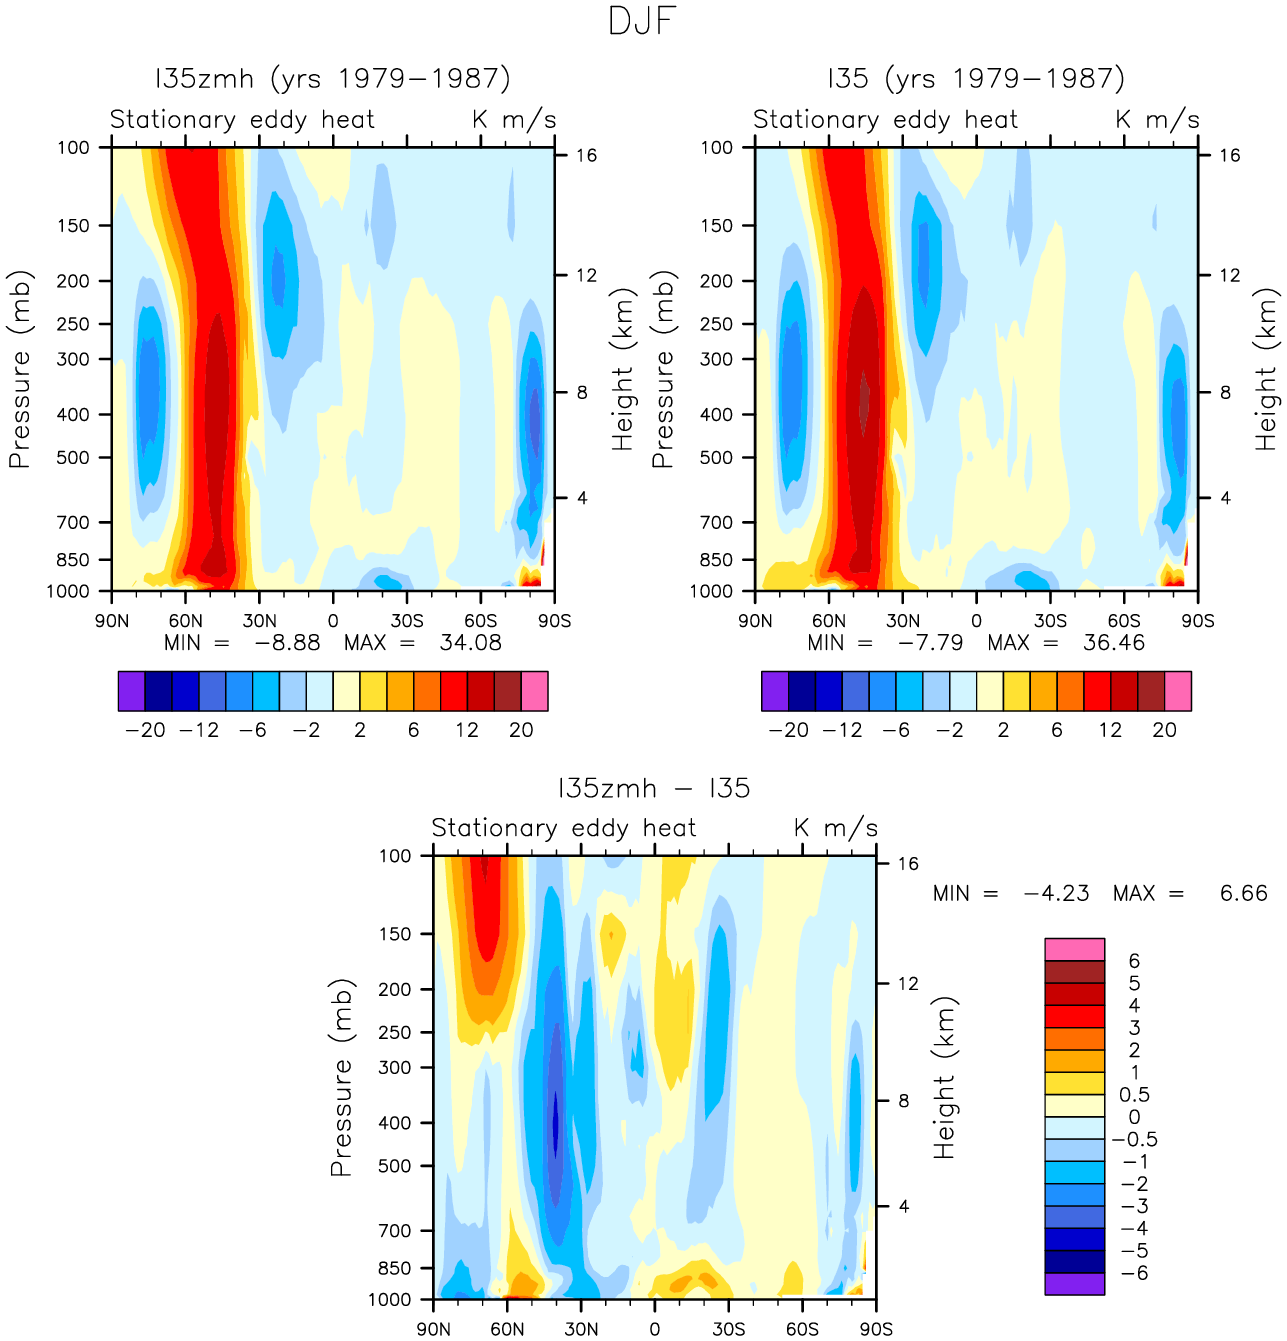 DJF
I35zmh (yrs 1979−1987)
Stationary eddy heat K m/s
Pressure (mb)
100
150
200
250
300
400
500
700
850
1000
16
12
8
4
Height (km)
90N 60N 30N 0 30S 60S 90S
MIN = −8.88 MAX = 34.08
−20 −12 −6 −2 2 6 12 20
I35 (yrs 1979−1987)
Stationary eddy heat K m/s
Pressure (mb)
100
150
200
250
300
400
500
700
850
1000
16
12
8
4
Height (km)
90N 60N 30N 0 30S 60S 90S
MIN = −7.79 MAX = 36.46
−20 −12 −6 −2 2 6 12 20
I35zmh − I35
Stationary eddy heat K m/s
Pressure (mb)
100
150
200
250
300
400
500
700
850
1000
16
12
8
4
Height (km)
90N 60N 30N 0 30S 60S 90S
MIN = −4.23 MAX = 6.66
6
5
4
3
2
1
0.5
0
−0.5
−1
−2
−3
−4
−5
−6